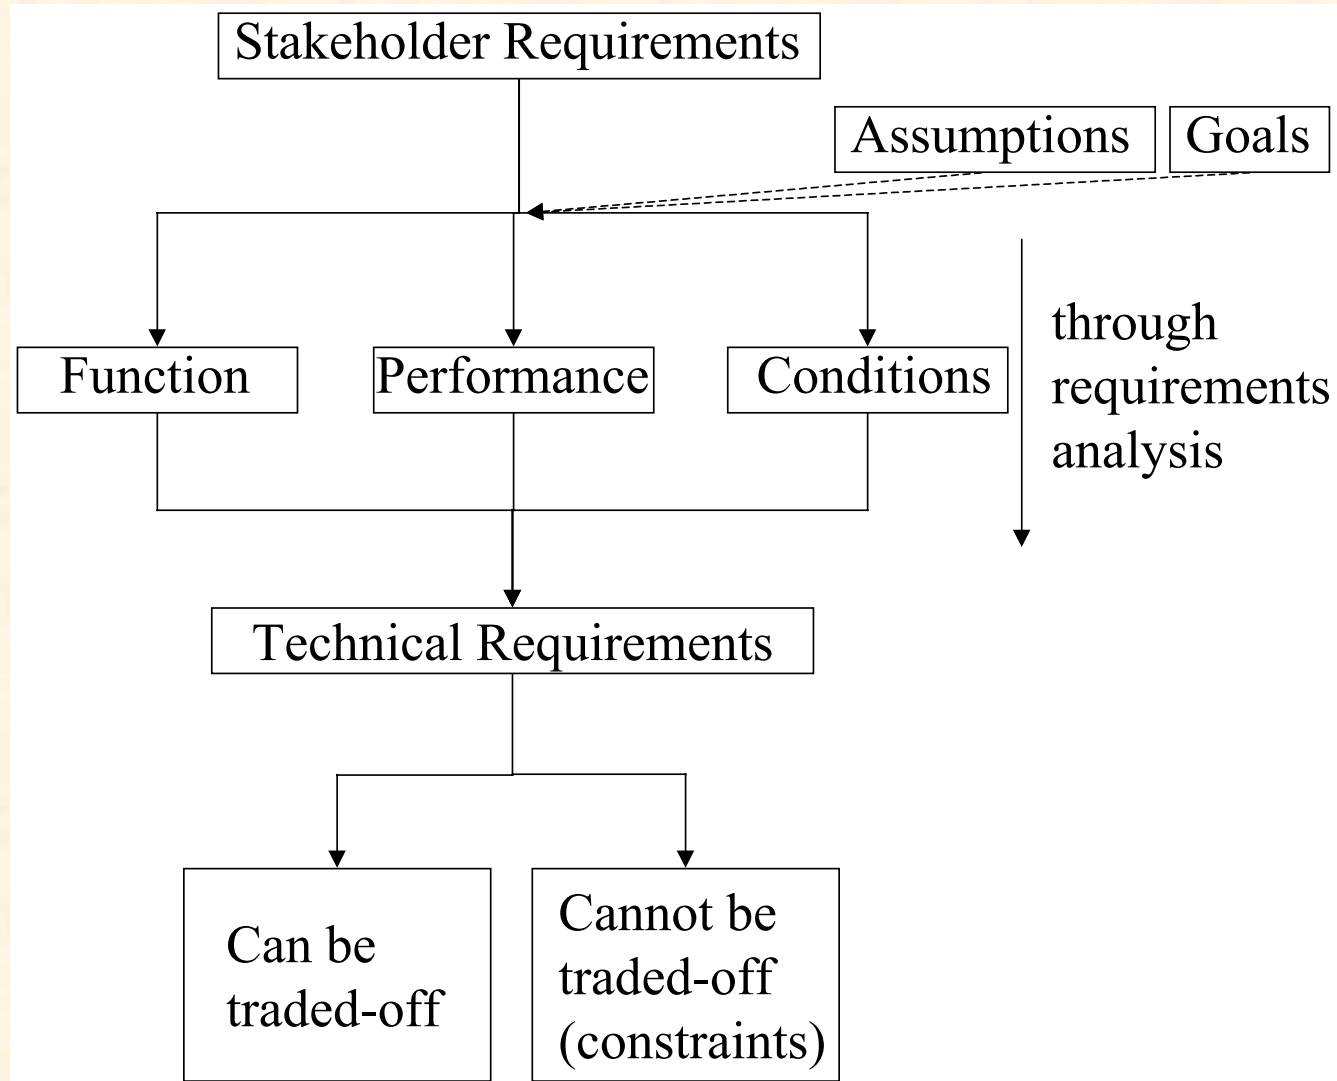 Stakeholder Requirements
Assumptions
Goals
Function
Performance
Conditions
through
requirements
analysis
Technical Requirements
Can be
traded-off
Cannot be
traded-off
(constraints)